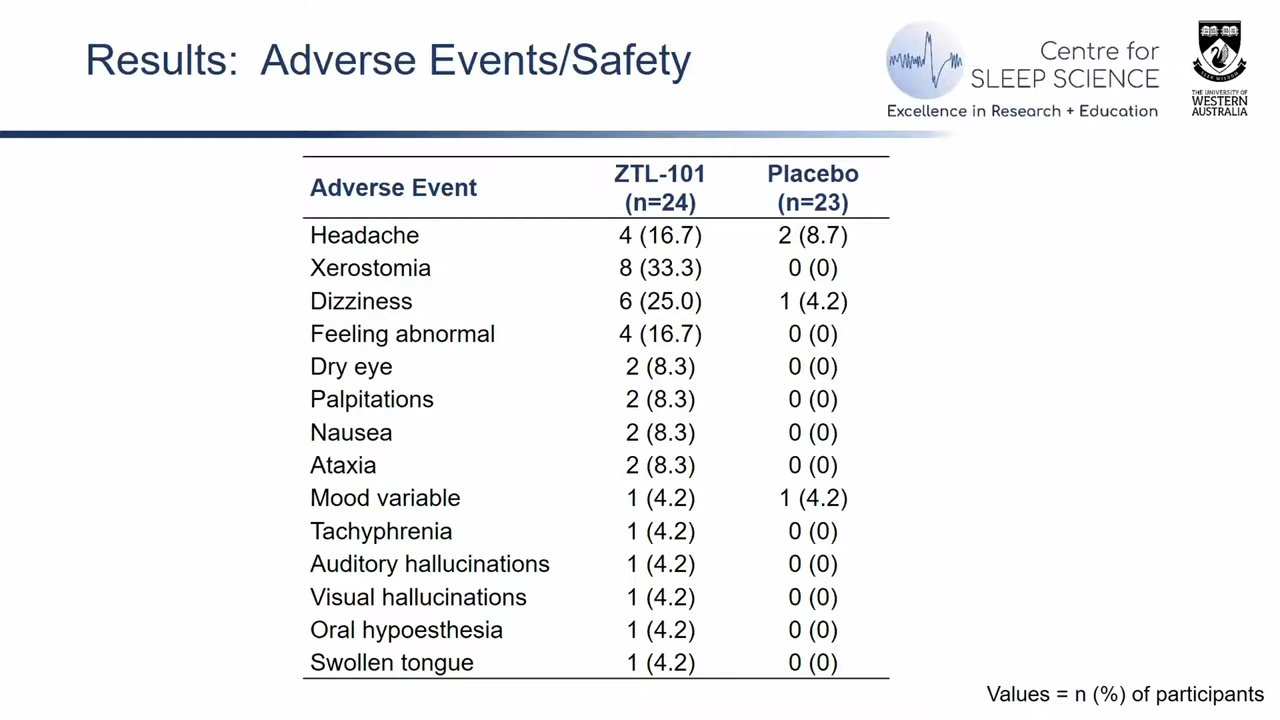 Results: Adverse Events/Safety
Centre for
SLEEP SCIENCE
Excellence in Research + Education
SEEK WISDOM
THE UNIVERSITY OF
WESTERN
AUSTRALIA
Adverse Event ZTL-101 (n=24) Placebo (n=23)
Headache 4 (16.7) 2 (8.7)
Xerostomia 8 (33.3) 0 (0)
Dizziness 6 (25.0) 1 (4.2)
Feeling abnormal 4 (16.7) 0 (0)
Dry eye 2 (8.3) 0 (0)
Palpitations 2 (8.3) 0 (0)
Nausea 2 (8.3) 0 (0)
Ataxia 2 (8.3) 0 (0)
Mood variable 1 (4.2) 1 (4.2)
Tachyphrenia 1 (4.2) 0 (0)
Auditory hallucinations 1 (4.2) 0 (0)
Visual hallucinations 1 (4.2) 0 (0)
Oral hypoesthesia 1 (4.2) 0 (0)
Swollen tongue 1 (4.2) 0 (0)
Values = n (%) of participants